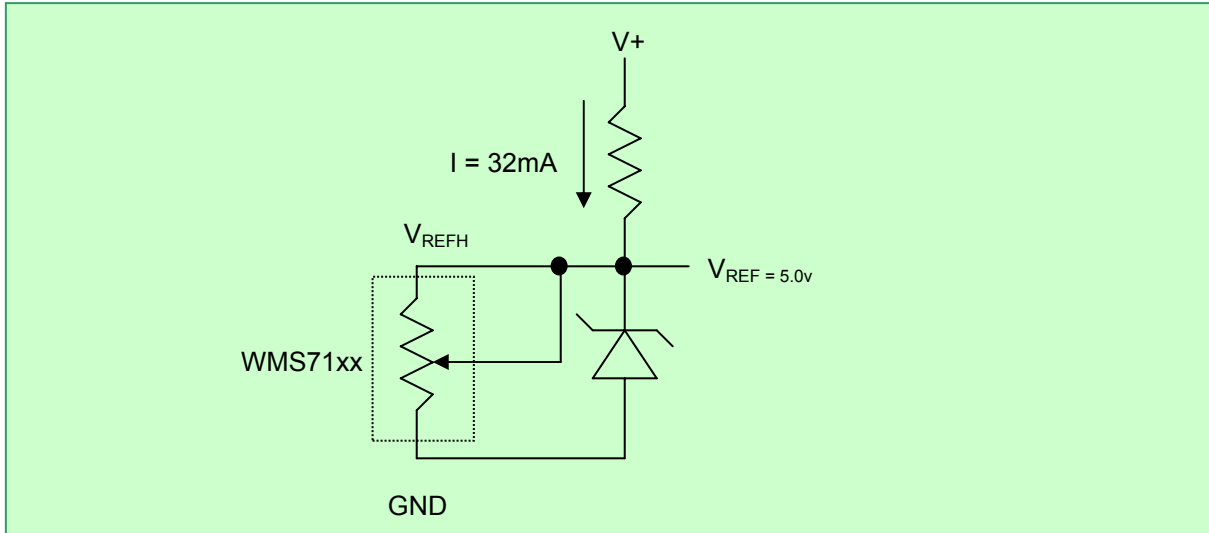 V+
I = 32mA
VREFH
VREF = 5.0v
WMS71xx
GND